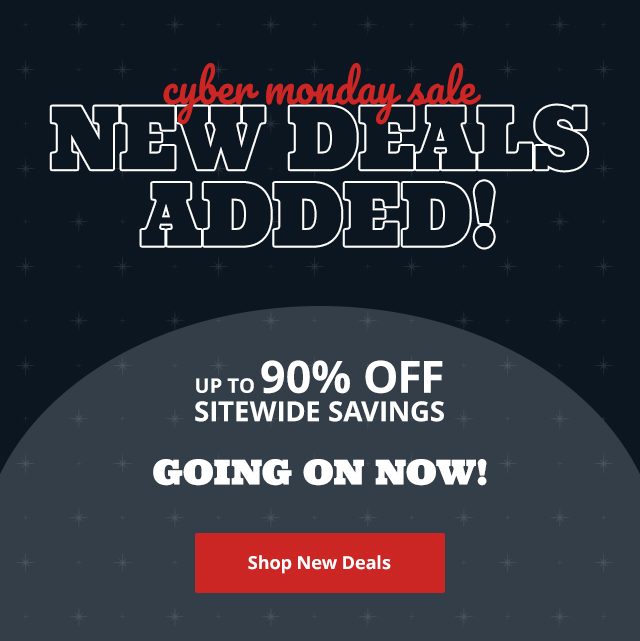 cyber monday sale
NEW DEALS
ADDED!
UP TO 90% OFF
SITEWIDE SAVINGS
GOING ON NOW!
Shop New Deals